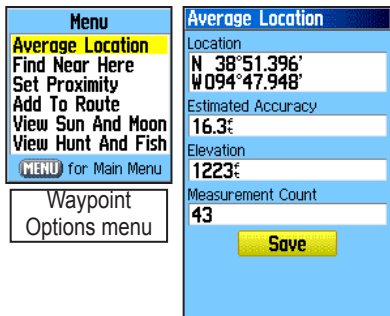 Menu
Average Location
Find Near Here
Set Proximity
Add To Route
View Sun And Moon
View Hunt And Fish
MENU for Main Menu
Waypoint
Options menu
Average Location
Location
N 38°51.396'
W094°47.948'
Estimated Accuracy
16.3ft
Elevation
1223ft
Measurement Count
43
Save